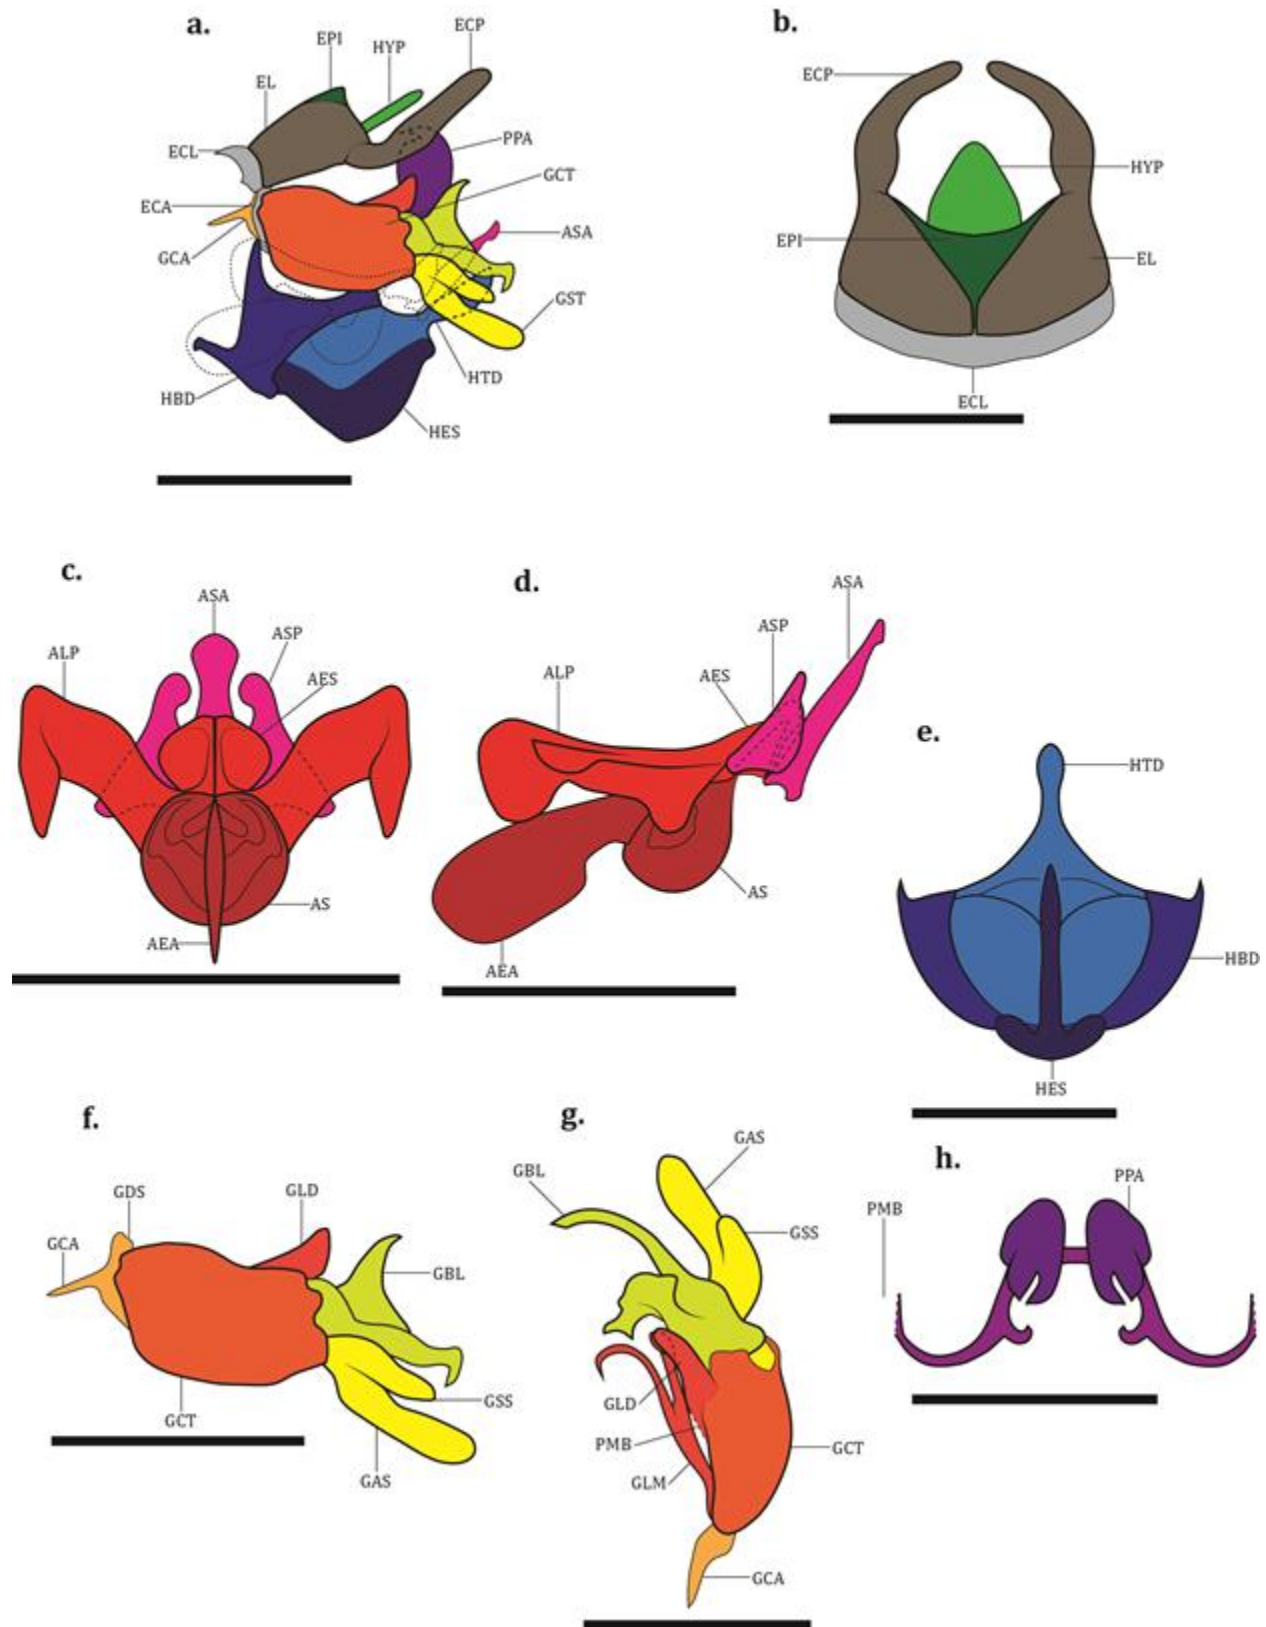 a.
EPI
HYP
ECP
EL
ECL
PPA
GCT
ECA
GCA
ASA
GST
HTD
HBD
HES
b.
ECP
HYP
EPI
EL
ECL
c.
ASA
ASP
ALP
AES
AS
AEA
d.
ASA
ASP
ALP
AES
AS
AEA
e.
HTD
HBD
HES
f.
GDS
GLD
GCA
GBL
GSS
GCT
GAS
g.
GAS
GBL
GSS
GLD
PMB
GCT
GLM
GCA
h.
PPA
PMB